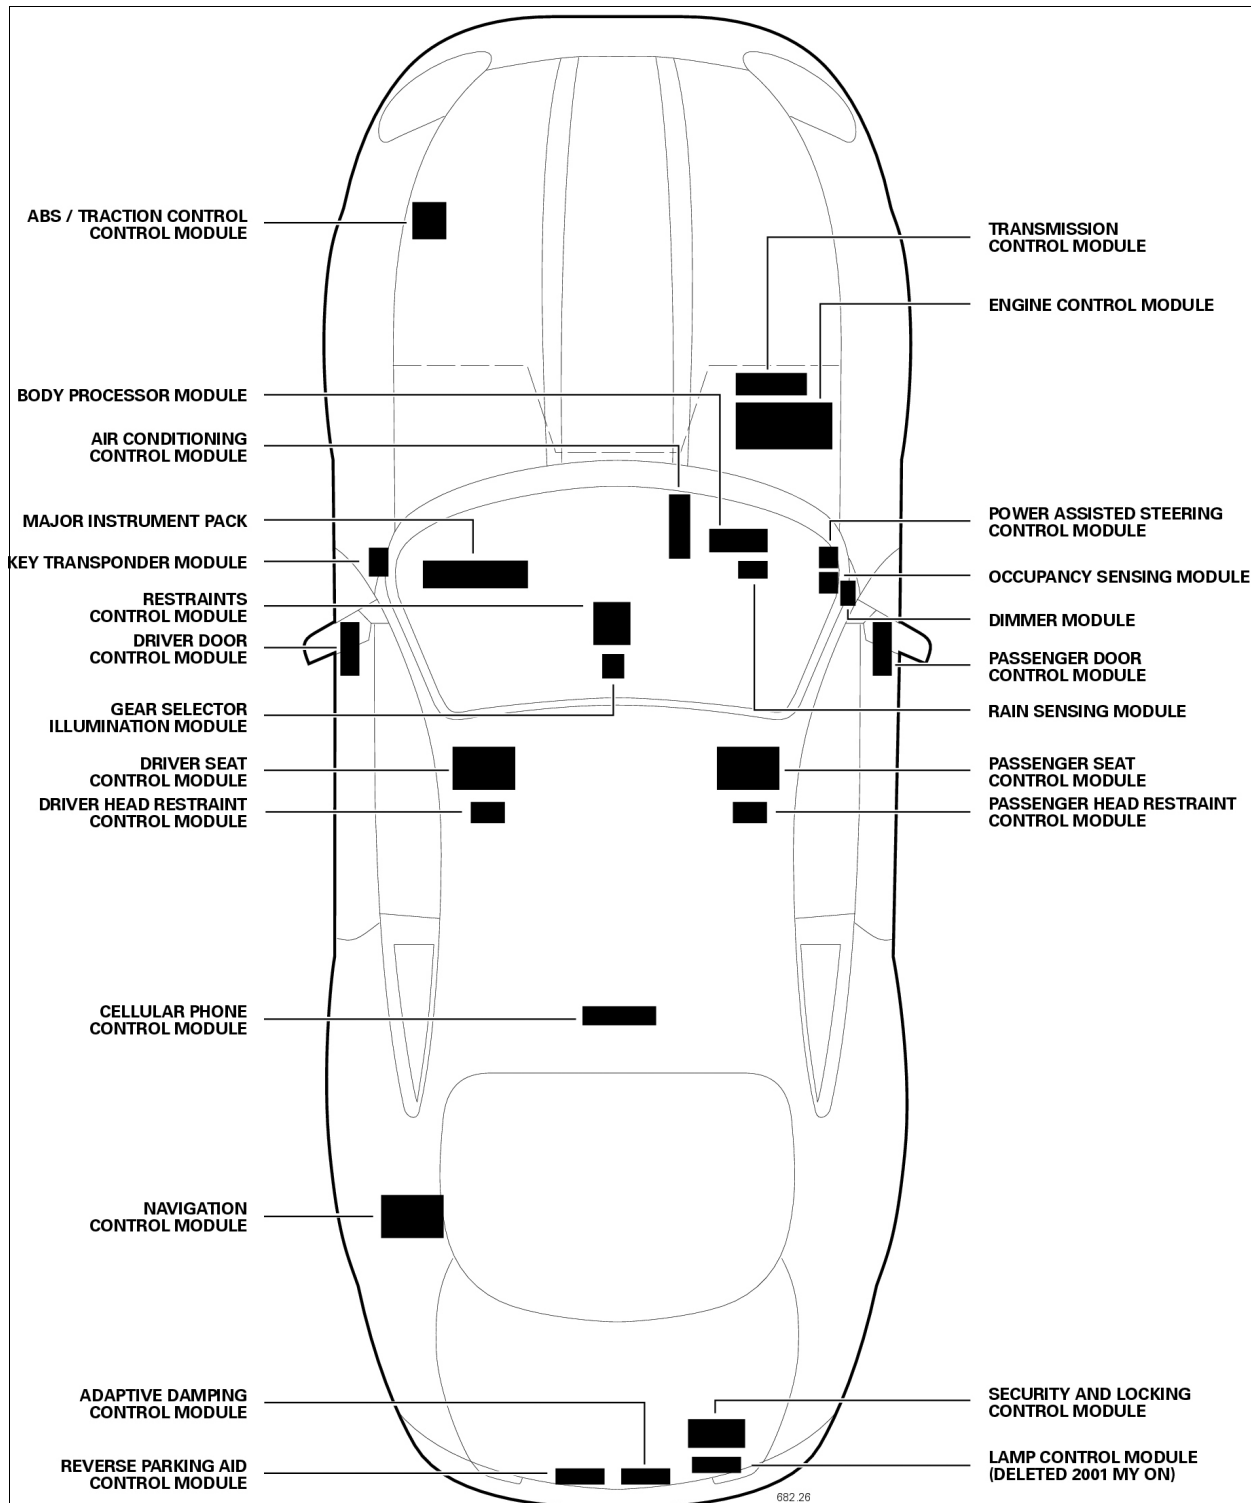 ABS / TRACTION CONTROL
CONTROL MODULE
TRANSMISSION
CONTROL MODULE
ENGINE CONTROL MODULE
BODY PROCESSOR MODULE
AIR CONDITIONING
CONTROL MODULE
MAJOR INSTRUMENT PACK
POWER ASSISTED STEERING
CONTROL MODULE
KEY TRANSPONDER MODULE
OCCUPANCY SENSING MODULE
RESTRAINTS
CONTROL MODULE
DIMMER MODULE
DRIVER DOOR
CONTROL MODULE
PASSENGER DOOR
CONTROL MODULE
GEAR SELECTOR
ILLUMINATION MODULE
RAIN SENSING MODULE
DRIVER SEAT
CONTROL MODULE
PASSENGER SEAT
CONTROL MODULE
DRIVER HEAD RESTRAINT
CONTROL MODULE
PASSENGER HEAD RESTRAINT
CONTROL MODULE
CELLULAR PHONE
CONTROL MODULE
NAVIGATION
CONTROL MODULE
ADAPTIVE DAMPING
CONTROL MODULE
SECURITY AND LOCKING
CONTROL MODULE
REVERSE PARKING AID
CONTROL MODULE
LAMP CONTROL MODULE
(DELETED 2001 MY ON)
682.26